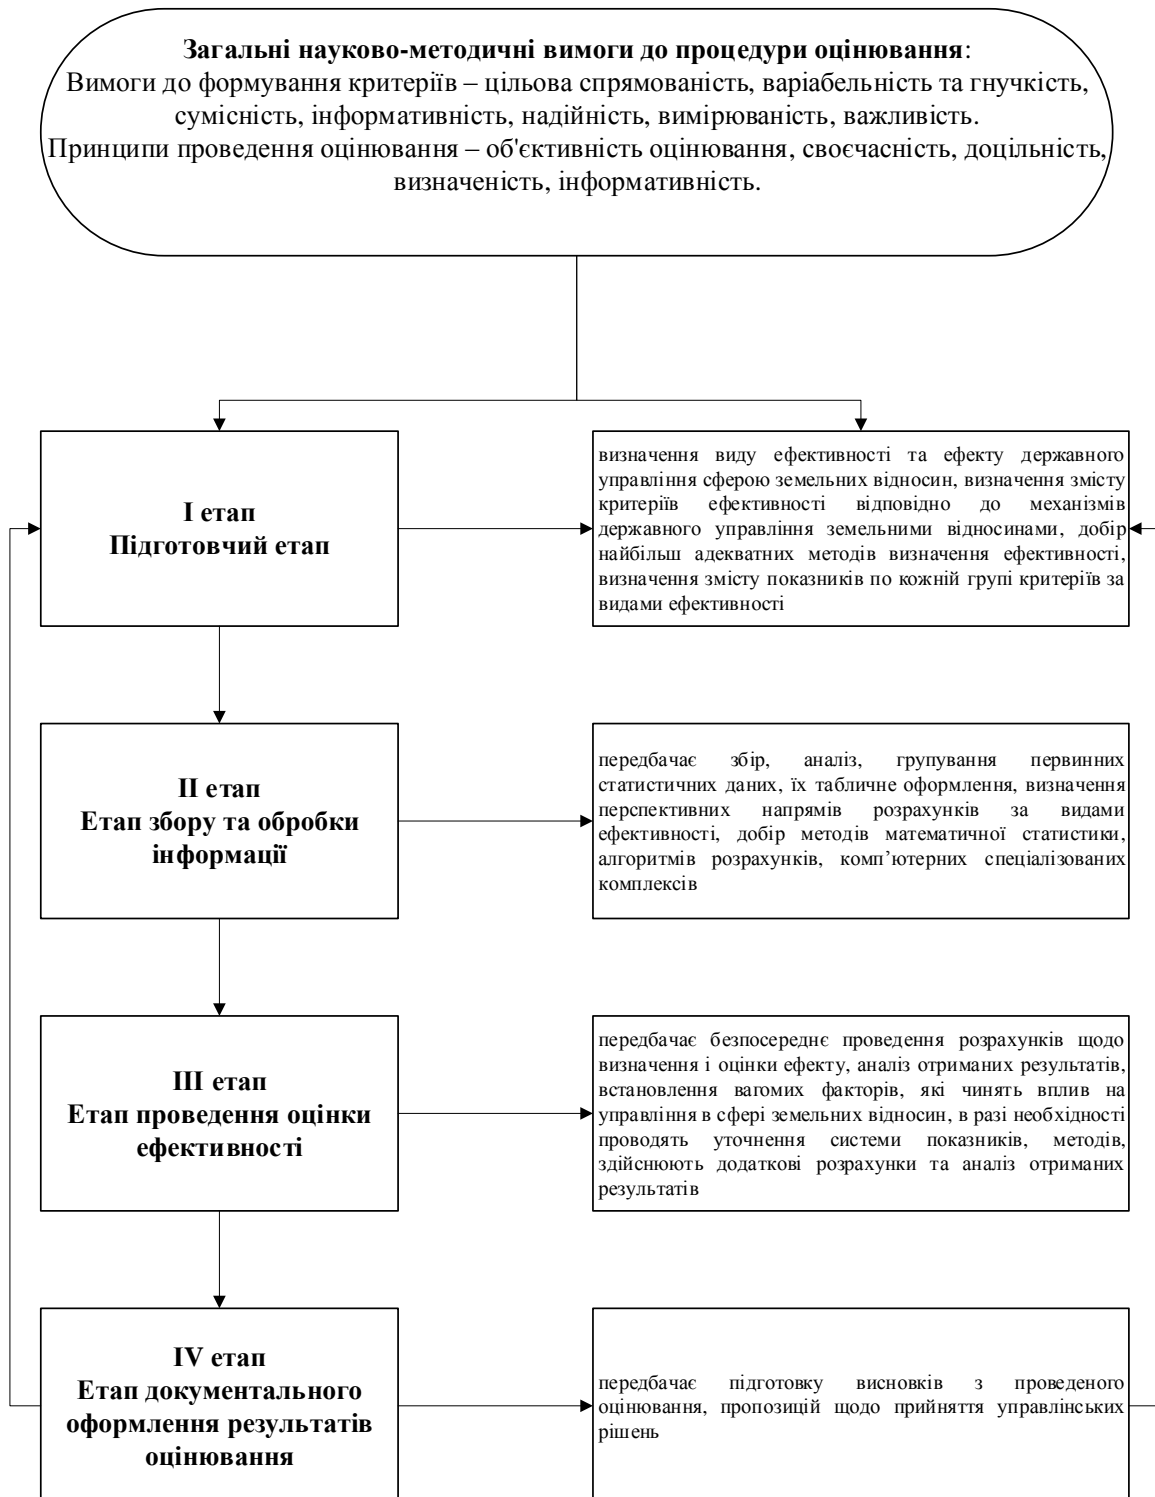 Загальні науково-методичні вимоги до процедури оцінювання:
Вимоги до формування критеріїв – цільова спрямованість, варіабельність та гнучкість,
сумісність, інформативність, надійність, вимірюваність, важливість.
Принципи проведення оцінювання – об'єктивність оцінювання, своєчасність, доцільність,
визначеність, інформативність.
І етап
Підготовчий етап
визначення виду ефективності та ефекту державного
управління сферою земельних відносин, визначення змісту
критеріїв ефективності відповідно до механізмів
державного управління земельними відносинами, добір
найбільш адекватних методів визначення ефективності,
визначення змісту показників по кожній групі критеріїв за
видами ефективності
ІІ етап
Етап збору та обробки
інформації
передбачає збір, аналіз, групування первинних
статистичних даних, їх табличне оформлення, визначення
перспективних напрямів розрахунків за видами
ефективності, добір методів математичної статистики,
алгоритмів розрахунків, комп’ютерних спеціалізованих
комплексів
ІІІ етап
Етап проведення оцінки
ефективності
передбачає безпосереднє проведення розрахунків щодо
визначення і оцінки ефекту, аналіз отриманих результатів,
встановлення вагомих факторів, які чинять вплив на
управління в сфері земельних відносин, в разі необхідності
проводять уточнення системи показників, методів,
здійснюють додаткові розрахунки та аналіз отриманих
результатів
IV етап
Етап документального
оформлення результатів
оцінювання
передбачає підготовку висновків з проведеного
оцінювання, пропозицій щодо прийняття управлінських
рішень